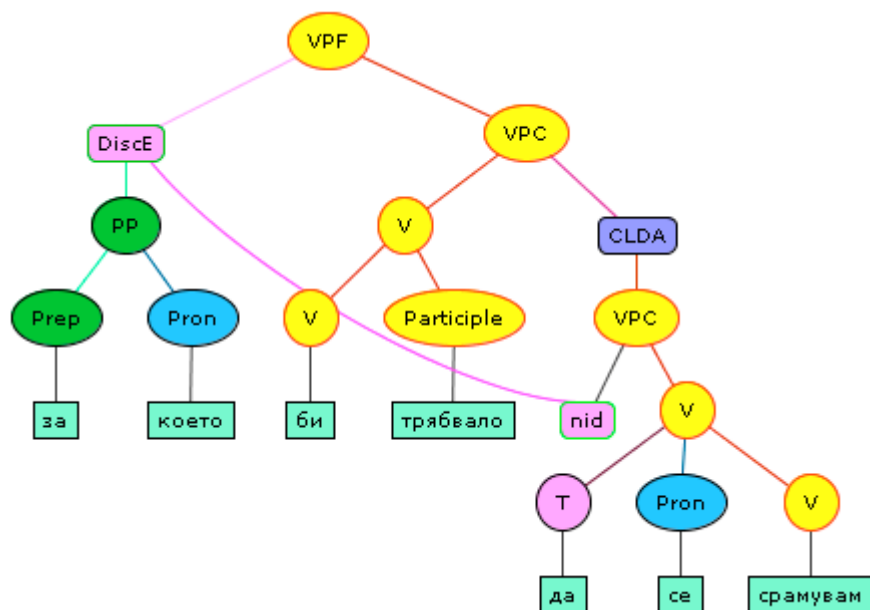 VPF
DiscE VPC
PP V CLDA
Prep Pron V Participle VPC
за което би трябвало nid V
T Pron V
да се срамувам